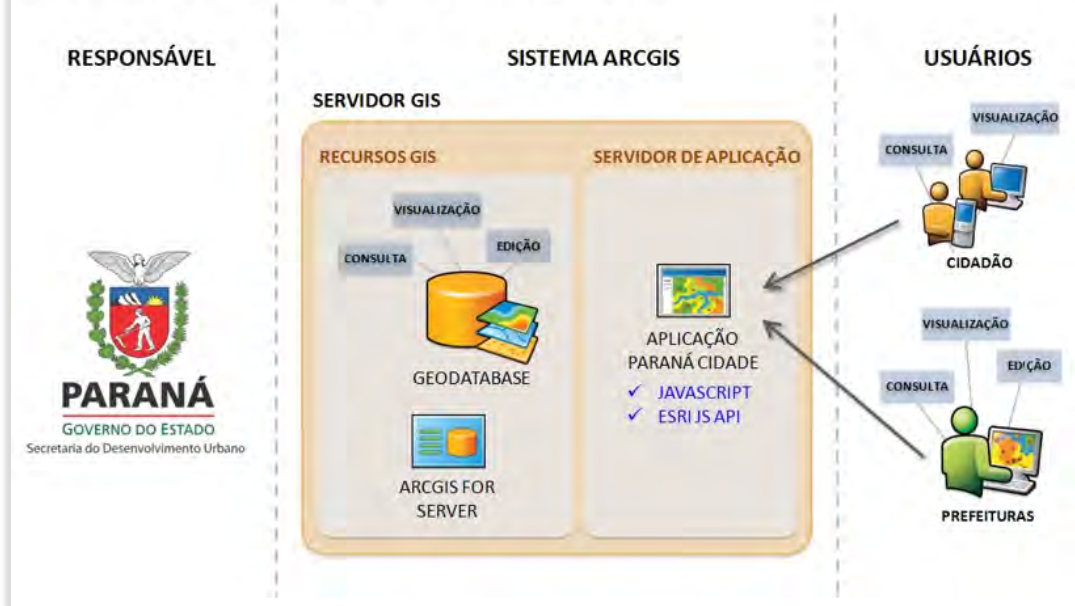 RESPONSÁVEL
SISTEMA ARCGIS
USUÁRIOS
SERVIDOR GIS
RECURSOS GIS
SERVIDOR DE APLICAÇÃO
VISUALIZAÇÃO
CONSULTA
EDIÇÃO
GEODATABASE
ARCGIS FOR
SERVER
APLICAÇÃO
PARANÁ CIDADE
✓ JAVASCRIPT
✓ ESRI JS API
PARANÁ
GOVERNO DO ESTADO
Secretaria do Desenvolvimento Urbano
VISUALIZAÇÃO
CONSULTA
CIDADÃO
VISUALIZAÇÃO
EDIÇÃO
CONSULTA
PREFEITURAS